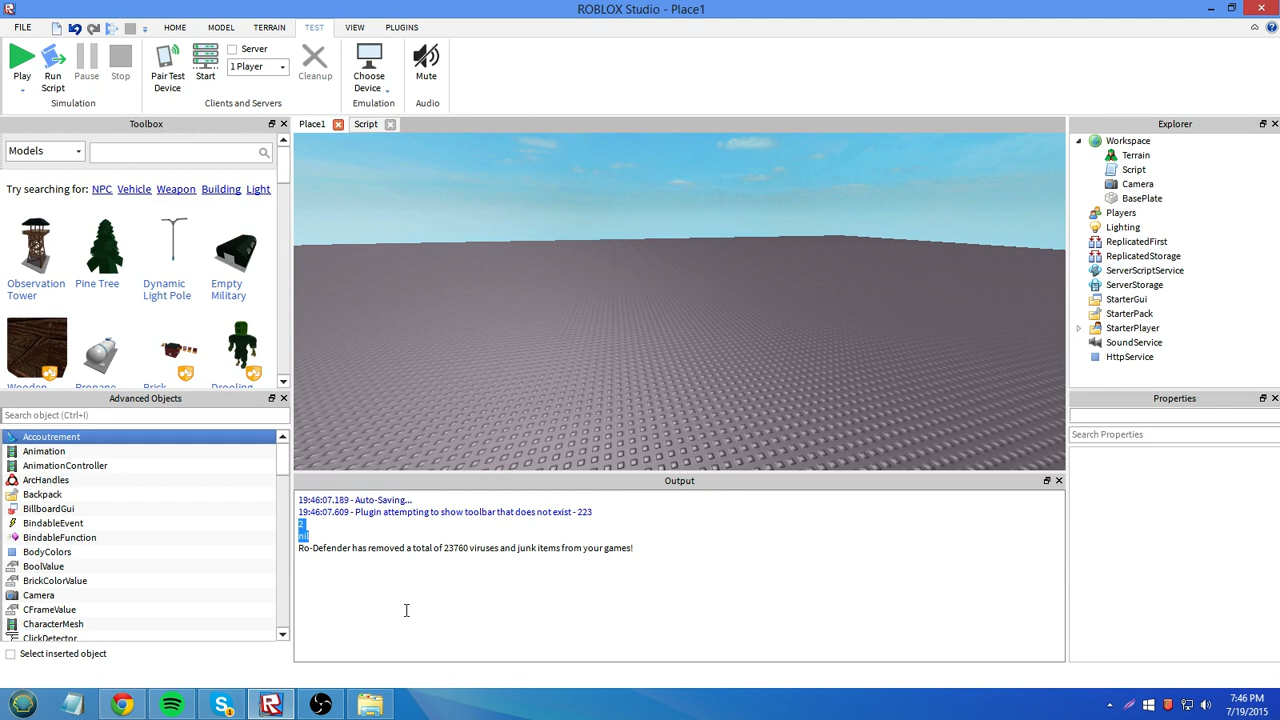 ROBLOX Studio - Place1
FILE HOME MODEL TERRAIN TEST VIEW PLUGINS
Play
Run Script
Pause
Stop
Simulation
Pair Test Device
Start
Server
1 Player
Cleanup
Clients and Servers
Choose Device
Emulation
Mute
Audio
Toolbox
Models
Try searching for: NPC Vehicle Weapon Building Light
Observation Tower
Pine Tree
Dynamic Light Pole
Empty Military
Wooden
Propane
Brick
Drooling
Advanced Objects
Search object (Ctrl+I)
Accoutrement
Animation
AnimationController
ArcHandles
Backpack
BillboardGui
BindableEvent
BindableFunction
BodyColors
BoolValue
BrickColorValue
Camera
CFrameValue
CharacterMesh
ClickDetector
Select inserted object
Place1
Script
Output
19:46:07.189 - Auto-Saving...
19:46:07.609 - Plugin attempting to show toolbar that does not exist - 223
2
nil
Ro-Defender has removed a total of 23760 viruses and junk items from your games!
Explorer
Workspace
Terrain
Script
Camera
BasePlate
Players
Lighting
ReplicatedFirst
ReplicatedStorage
ServerScriptService
ServerStorage
StarterGui
StarterPack
StarterPlayer
SoundService
HttpService
Properties
Search Properties
7:46 PM
7/19/2015